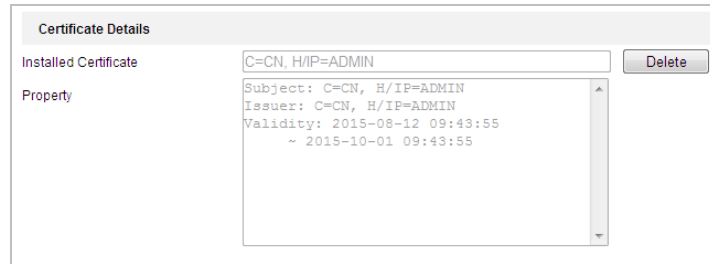 Certificate Details
Installed Certificate C=CN, H/IP=ADMIN Delete
Property
Subject: C=CN, H/IP=ADMIN
Issuer: C=CN, H/IP=ADMIN
Validity: 2015-08-12 09:43:55
~ 2015-10-01 09:43:55